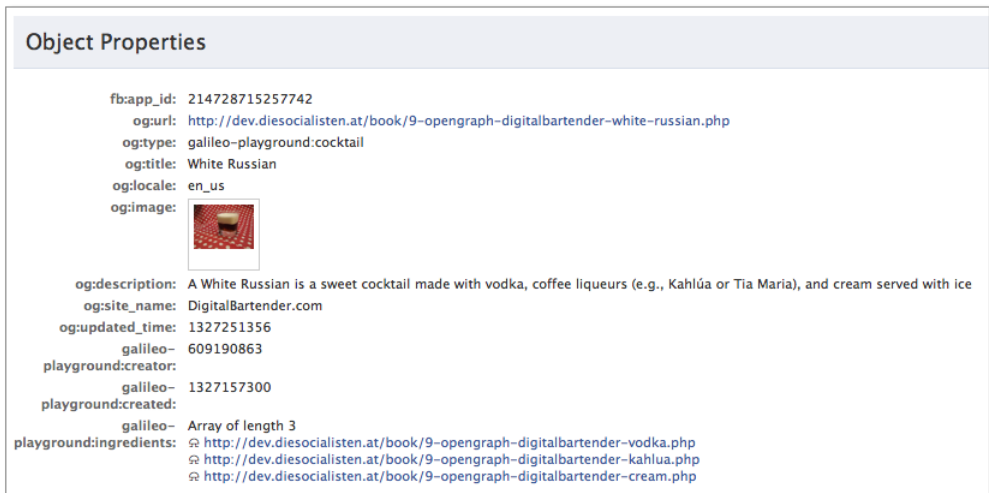 Object Properties
fb:app_id: 214728715257742
og:url: http://dev.diesocialisten.at/book/9-opengraph-digitalbartender-white-russian.php
og:type: galileo-playground:cocktail
og:title: White Russian
og:locale: en_us
og:image:
og:description: A White Russian is a sweet cocktail made with vodka, coffee liqueurs (e.g., Kahlúa or Tia Maria), and cream served with ice
og:site_name: DigitalBartender.com
og:updated_time: 1327251356
galileo- 609190863
playground:creator:
galileo- 1327157300
playground:created:
galileo- Array of length 3
playground:ingredients: http://dev.diesocialisten.at/book/9-opengraph-digitalbartender-vodka.php
http://dev.diesocialisten.at/book/9-opengraph-digitalbartender-kahlua.php
http://dev.diesocialisten.at/book/9-opengraph-digitalbartender-cream.php